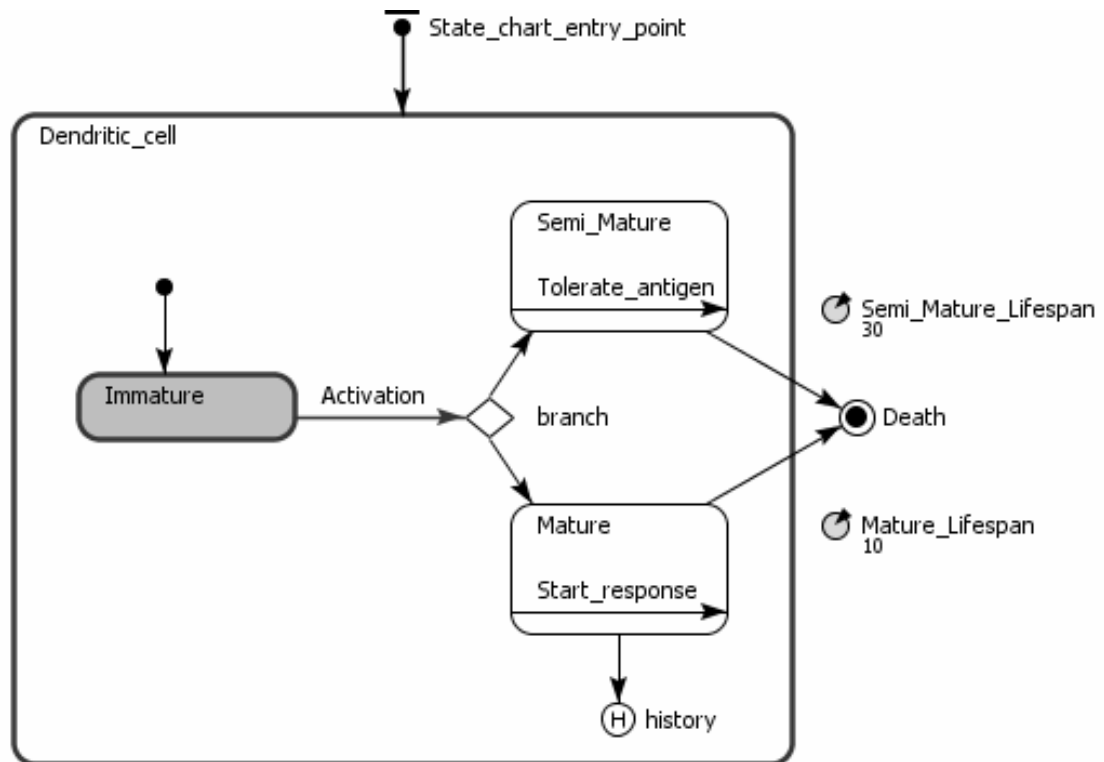 State_chart_entry_point
Dendritic_cell
Semi_Mature
Tolerate_antigen
Semi_Mature_Lifespan
30
Immature
Activation
branch
Death
Mature
Mature_Lifespan
10
Start_response
H history